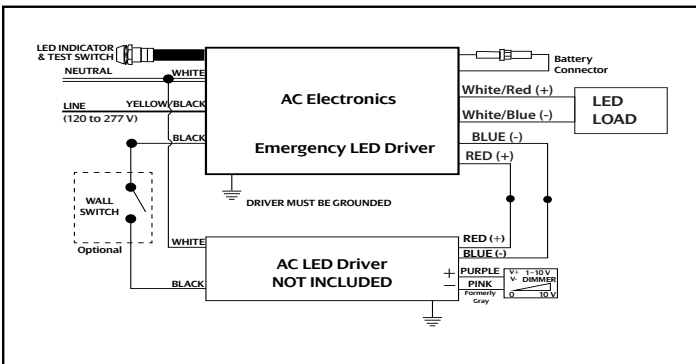 LED INDICATOR
& TEST SWITCH
NEUTRAL
WHITE
LINE
YELLOW/BLACK
(120 to 277 V)
BLACK
AC Electronics
Emergency LED Driver
Battery
Connector
White/Red (+)
White/Blue (-)
LED
LOAD
BLUE (-)
RED (+)
DRIVER MUST BE GROUNDED
WALL
SWITCH
Optional
WHITE
BLACK
AC LED Driver
NOT INCLUDED
RED (+)
BLUE (-)
+ PURPLE
− PINK
Formerly
Gray
V+ 1-10 V
V- DIMMER
0 10 V